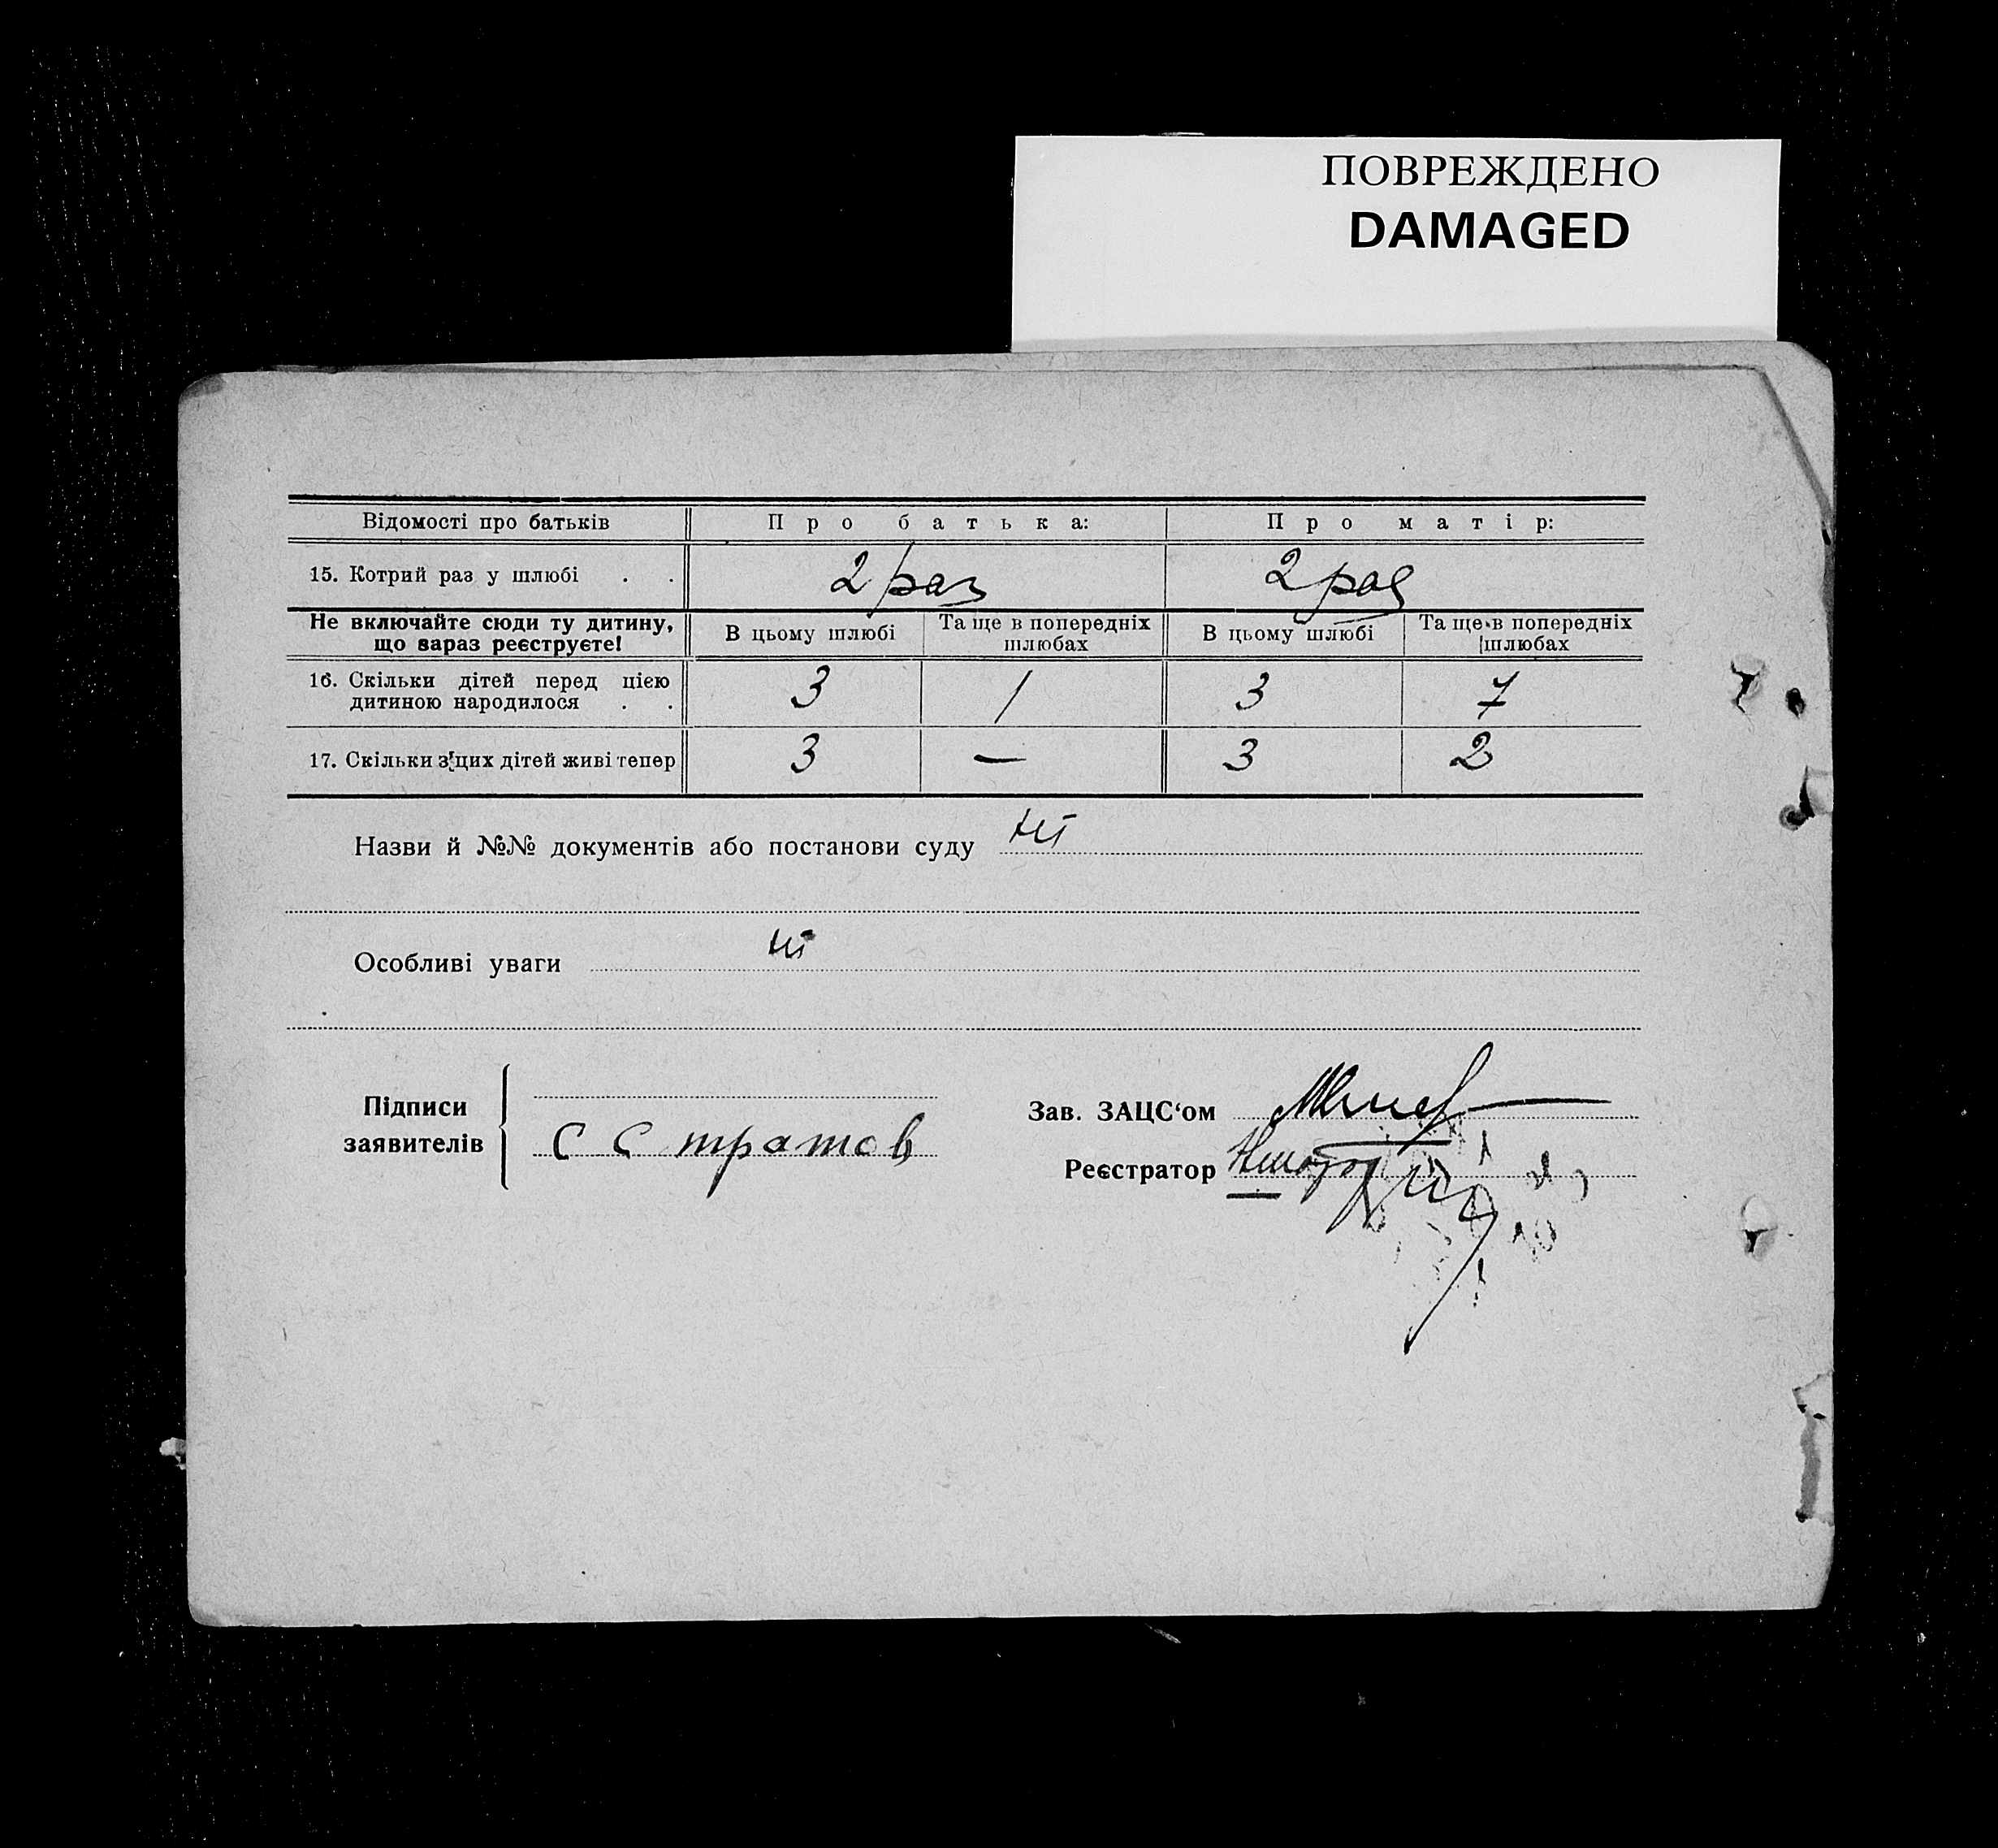 ПОВРЕЖДЕНО
DAMAGED
Відомості про батьків Про батька: Про матір:
15. Котрий раз у шлюбі . . 2 раз 2 раз
Не включайте сюди ту дитину, що зараз реєструєте! В цьому шлюбі Та ще в попередніх шлюбах В цьому шлюбі Та ще в попередніх шлюбах
16. Скільки дітей перед цією дитиною народилося . . 3 1 3 7
17. Скільки з цих дітей живі тепер 3 — 3 2
Назви й №№ документів або постанови суду ні
Особливі уваги ні
Підписи заявителів С Стратов
Зав. ЗАЦС‘ом
Реєстратор